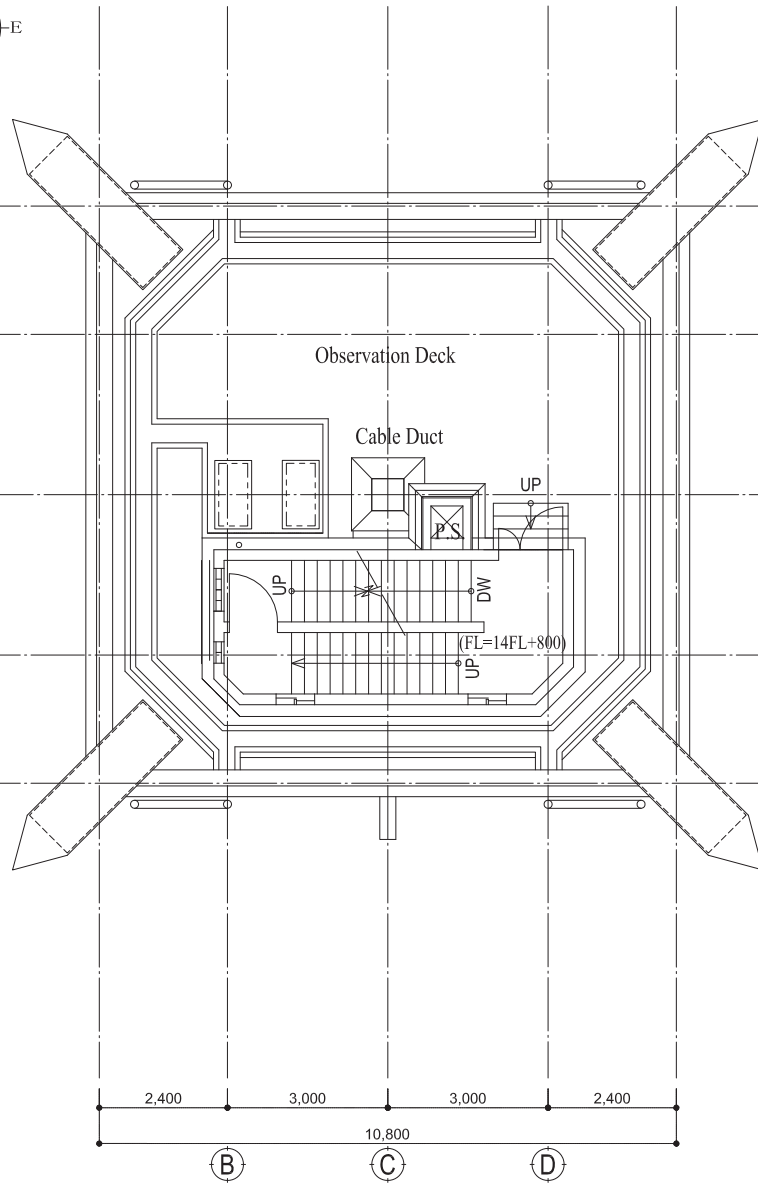 E
Observation Deck
Cable Duct
UP
P.S.
UP
DW
(FL=14FL+800)
UP
2,400
3,000
3,000
2,400
10,800
B
C
D